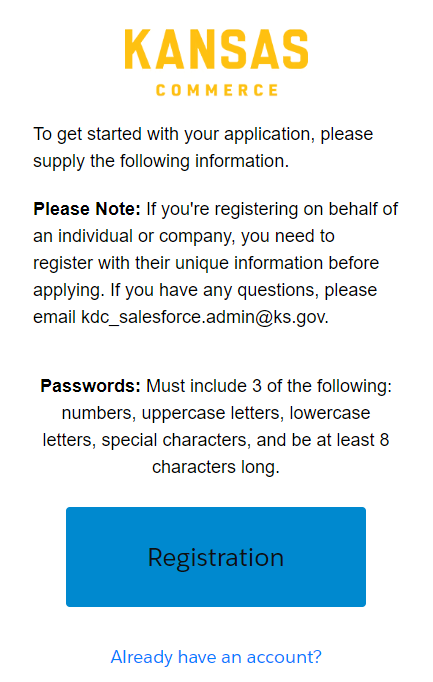 KANSAS
COMMERCE
To get started with your application, please
supply the following information.
Please Note: If you're registering on behalf of
an individual or company, you need to
register with their unique information before
applying. If you have any questions, please
email kdc_salesforce.admin@ks.gov.
Passwords: Must include 3 of the following:
numbers, uppercase letters, lowercase
letters, special characters, and be at least 8
characters long.
Registration
Already have an account?